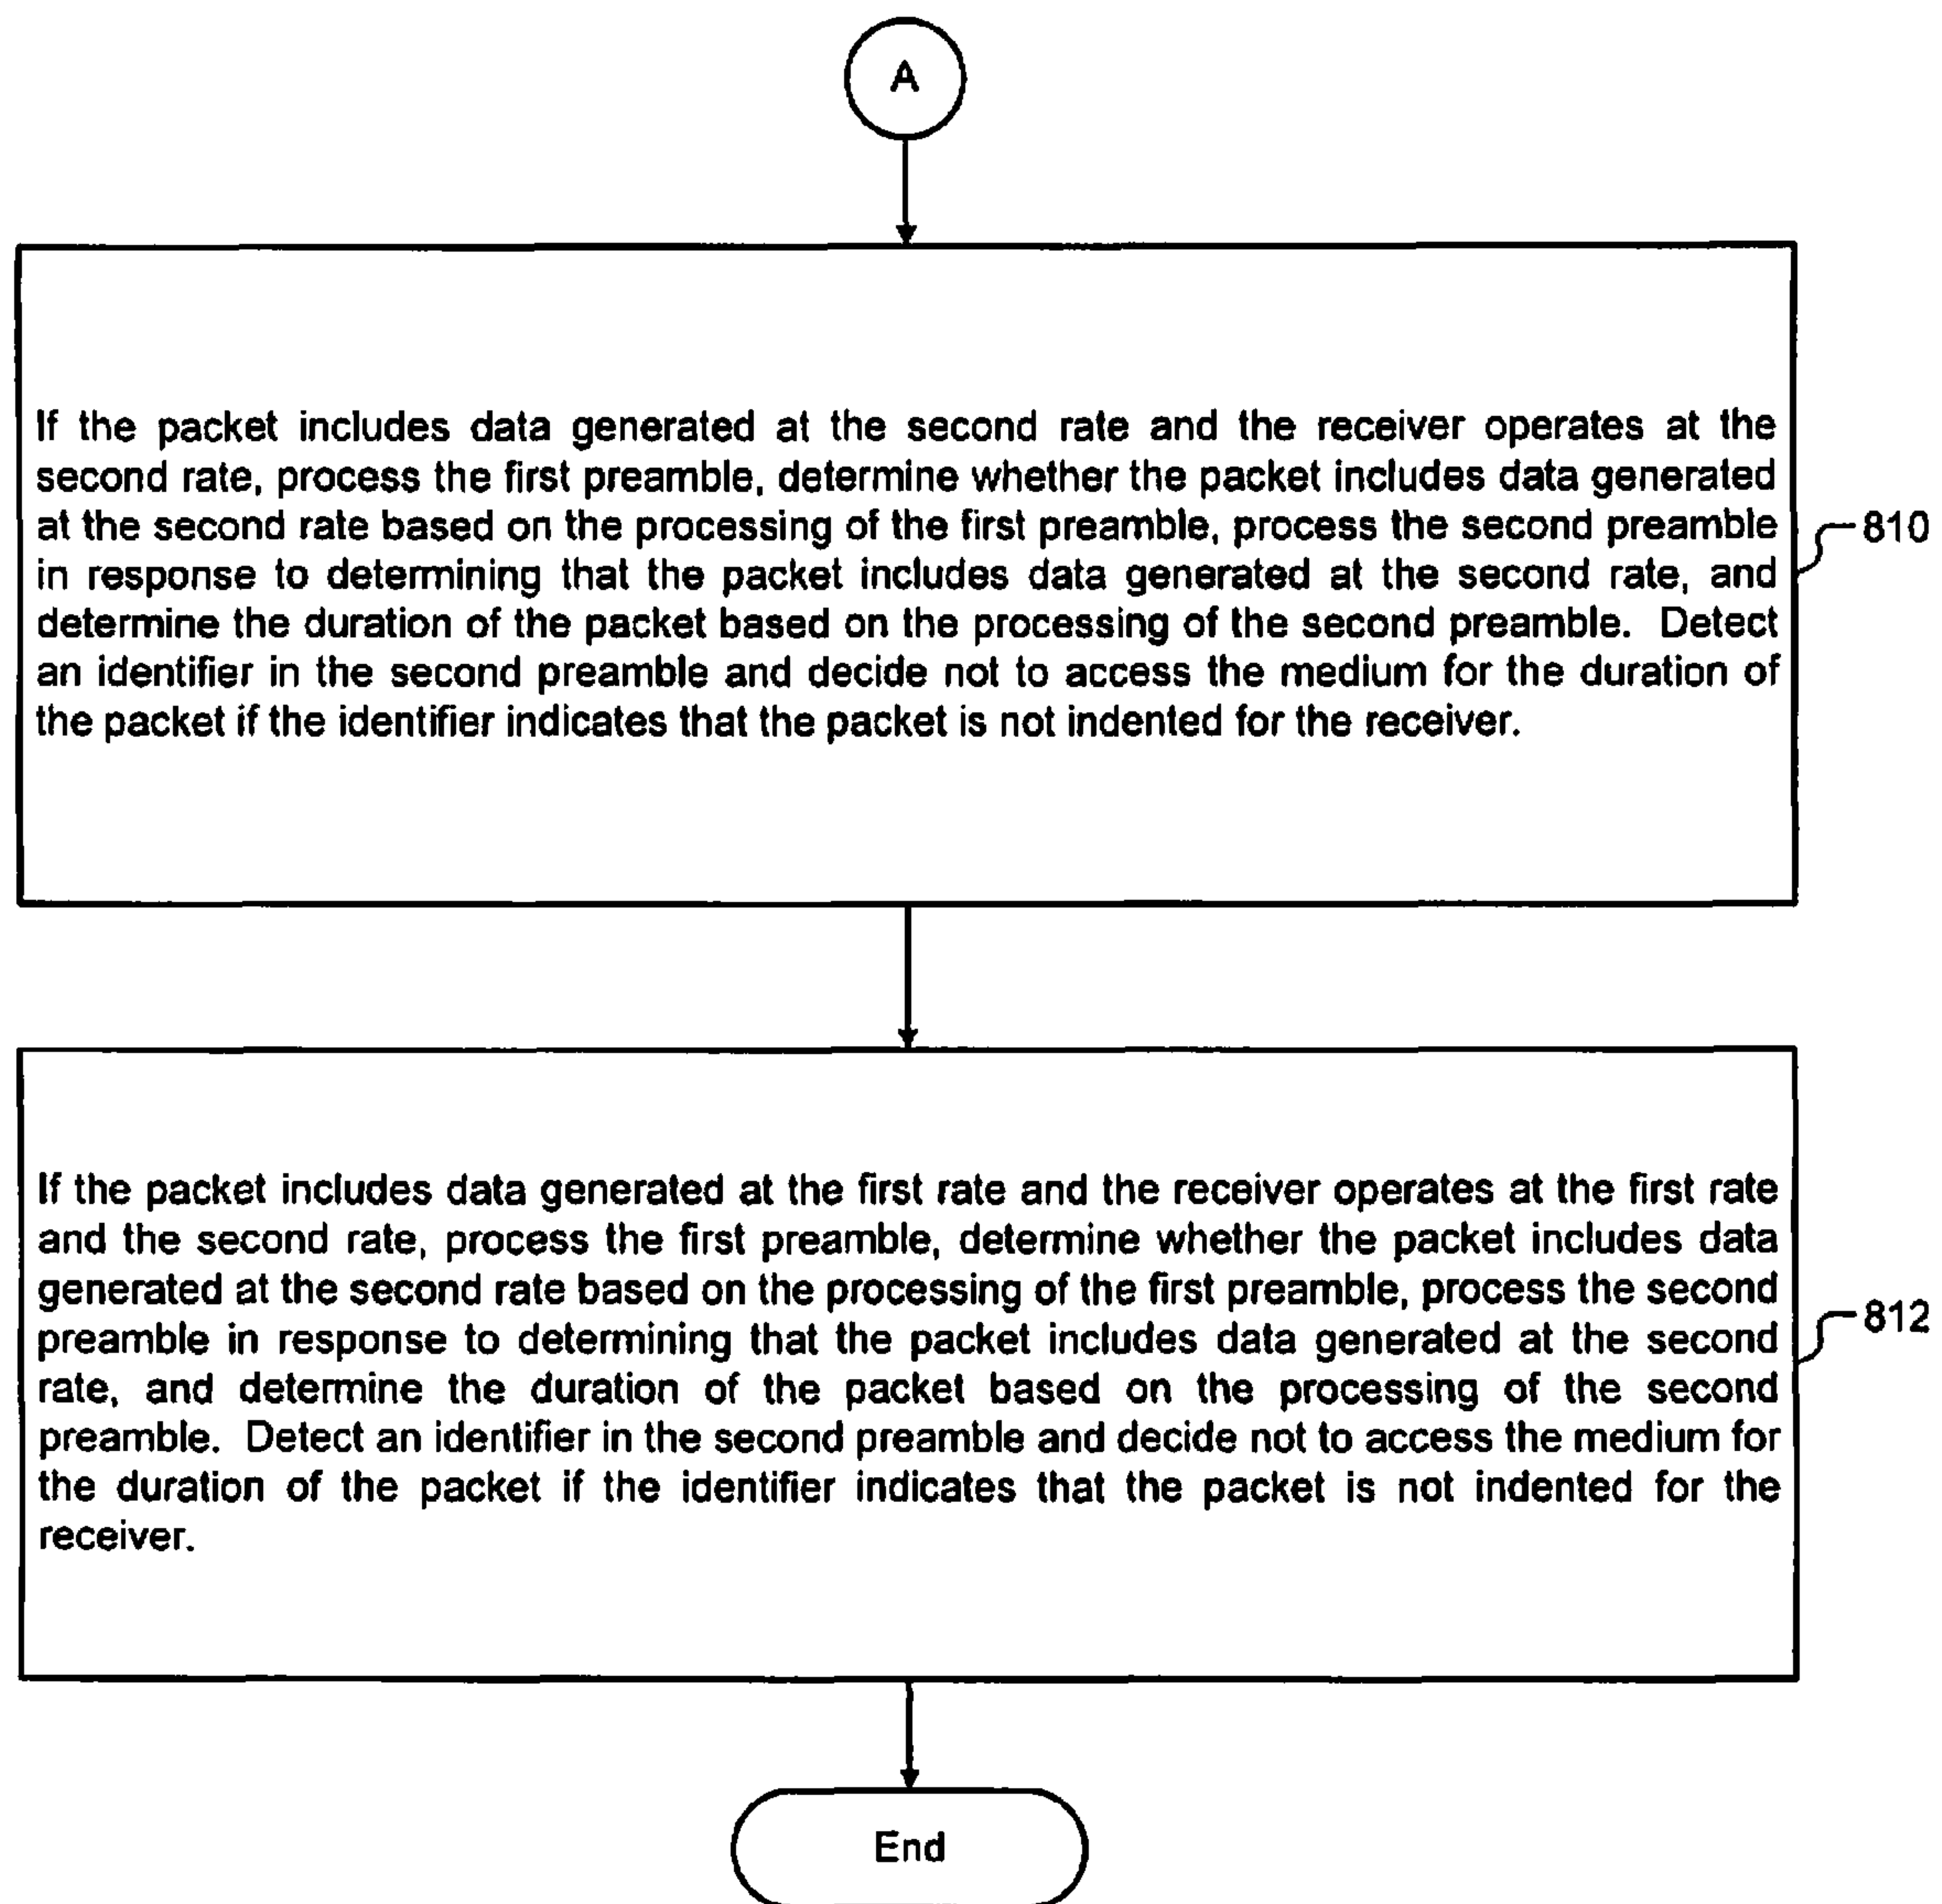 A
If the packet includes data generated at the second rate and the receiver operates at the
second rate, process the first preamble, determine whether the packet includes data generated
at the second rate based on the processing of the first preamble, process the second preamble
in response to determining that the packet includes data generated at the second rate, and
determine the duration of the packet based on the processing of the second preamble. Detect
an identifier in the second preamble and decide not to access the medium for the duration of
the packet if the identifier indicates that the packet is not indented for the receiver.
810
If the packet includes data generated at the first rate and the receiver operates at the first rate
and the second rate, process the first preamble, determine whether the packet includes data
generated at the second rate based on the processing of the first preamble, process the second
preamble in response to determining that the packet includes data generated at the second
rate, and determine the duration of the packet based on the processing of the second
preamble. Detect an identifier in the second preamble and decide not to access the medium for
the duration of the packet if the identifier indicates that the packet is not indented for the
receiver.
812
End